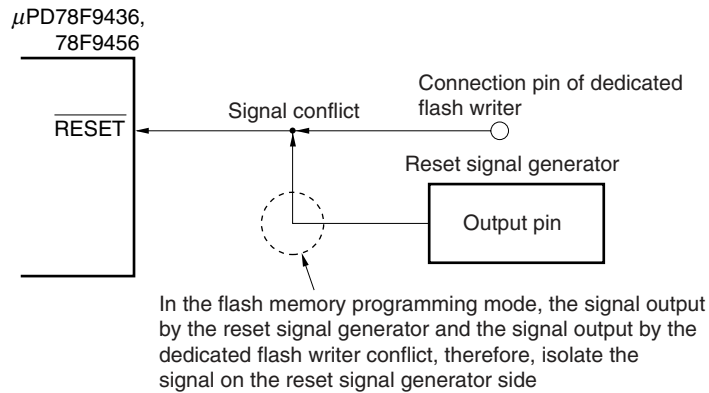 μPD78F9436,
78F9456
Connection pin of dedicated
flash writer
Signal conflict
RESET
Reset signal generator
Output pin
In the flash memory programming mode, the signal output
by the reset signal generator and the signal output by the
dedicated flash writer conflict, therefore, isolate the
signal on the reset signal generator side